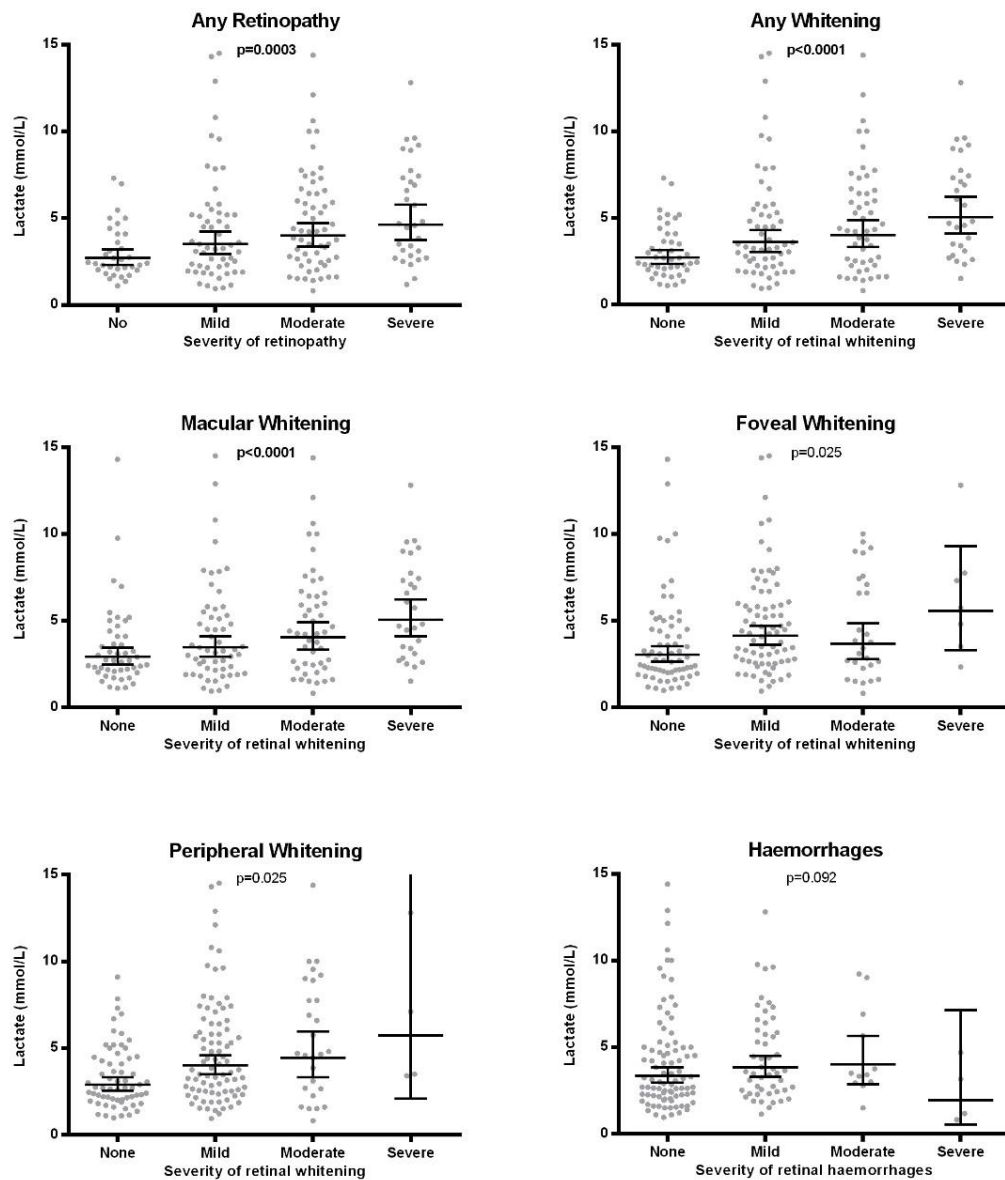 Any Retinopathy
p=0.0003
Lactate (mmol/L)
15
10
5
0
No Mild Moderate Severe
Severity of retinopathy
Any Whitening
p<0.0001
Lactate (mmol/L)
15
10
5
0
None Mild Moderate Severe
Severity of retinal whitening
Macular Whitening
p<0.0001
Lactate (mmol/L)
15
10
5
0
None Mild Moderate Severe
Severity of retinal whitening
Foveal Whitening
p=0.025
Lactate (mmol/L)
15
10
5
0
None Mild Moderate Severe
Severity of retinal whitening
Peripheral Whitening
p=0.025
Lactate (mmol/L)
15
10
5
0
None Mild Moderate Severe
Severity of retinal whitening
Haemorrhages
p=0.092
Lactate (mmol/L)
15
10
5
0
None Mild Moderate Severe
Severity of retinal haemorrhages